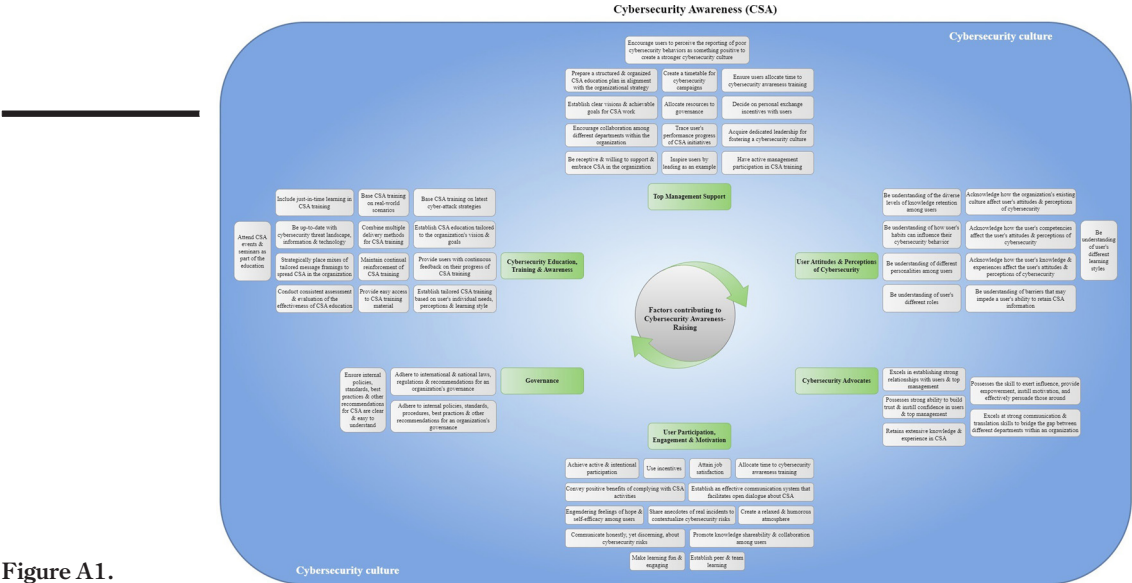 Cybersecurity Awareness (CSA)
Cybersecurity culture
Encourage users to perceive the reporting of poor
cybersecurity behaviors as something positive to
create a stronger cybersecurity culture
Prepare a structured & organized
CSA education plan in alignment
with the organizational strategy
Create a timetable for
cybersecurity
campaigns
Ensure users allocate time to
cybersecurity awareness training
Establish clear visions & achievable
goals for CSA work
Allocate resources to
governance
Decide on personal exchange
incentives with users
Encourage collaboration among
different departments within the
organization
Trace user's
performance progress
of CSA initiatives
Acquire dedicated leadership for
fostering a cybersecurity culture
Be receptive & willing to support &
embrace CSA in the organization
Inspire users by
leading as an example
Have active management
participation in CSA training
Top Management Support
Attend CSA
events &
seminars as
part of the
education
Include just-in-time learning in
CSA training
Base CSA training
on real-world
scenarios
Base CSA training on latest
cyber-attack strategies
Be up-to-date with
cybersecurity threat landscape,
information & technology
Combine multiple
delivery methods
for CSA training
Establish CSA education tailored
to the organization's vision &
goals
Strategically place mixes of
tailored message framings to
spread CSA in the organization
Maintain continual
reinforcement of
CSA training
Provide users with continuous
feedback on their progress of
CSA training
Conduct consistent assessment
& evaluation of the
effectiveness of CSA education
Provide easy access
to CSA training
material
Establish tailored CSA training
based on user's individual needs,
perceptions & learning style
Cybersecurity Education,
Training & Awareness
User Attitudes & Perceptions
of Cybersecurity
Be understanding of the diverse
levels of knowledge retention
among users
Acknowledge how the organization's existing
culture affect user's attitudes & perceptions
of cybersecurity
Be understanding of how user's
habits can influence their
cybersecurity behavior
Acknowledge how the user's competencies
affect the user's attitudes & perceptions of
cybersecurity
Be understanding of different
personalities among users
Acknowledge how the user's knowledge &
experiences affect the user's attitudes &
perceptions of cybersecurity
Be understanding of user's
different roles
Be understanding of barriers that may
impede a user's ability to retain CSA
information
Be
understanding
of user's
different
learning
styles
Factors contributing to
Cybersecurity Awareness-
Raising
Ensure internal
policies,
standards, best
practices & other
recommendations
for CSA are clear
& easy to
understand
Adhere to international & national laws,
regulations & recommendations for an
organization's governance
Adhere to internal policies, standards,
procedures, best practices & other
recommendations for an organization's
governance
Governance
Cybersecurity Advocates
Excels in establishing strong
relationships with users & top
management
Possesses strong ability to build
trust & instill confidence in users
& top management
Retains extensive knowledge &
experience in CSA
Possesses the skill to exert influence, provide
empowerment, instill motivation, and
effectively persuade those around
Excels at strong communication &
translation skills to bridge the gap between
different departments within an organization
User Participation,
Engagement & Motivation
Achieve active & intentional
participation
Use incentives
Attain job
satisfaction
Allocate time to cybersecurity
awareness training
Convey positive benefits of complying with CSA
activities
Establish an effective communication system that
facilitates open dialogue about CSA
Engendering feelings of hope &
self-efficacy among users
Share anecdotes of real incidents to
contextualize cybersecurity risks
Create a relaxed & humorous
atmosphere
Communicate honestly, yet discerning, about
cybersecurity risks
Promote knowledge shareability & collaboration
among users
Make learning fun &
engaging
Establish peer & team
learning
Cybersecurity culture
Figure A1.